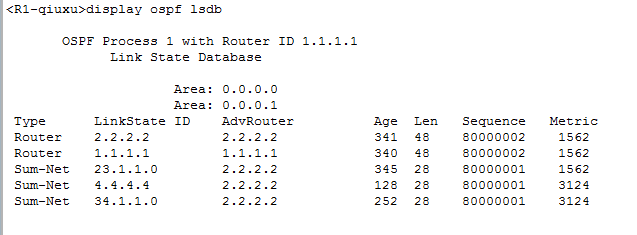 <R1-qiuxu>display ospf lsdb
OSPF Process 1 with Router ID 1.1.1.1
Link State Database
Area: 0.0.0.0
Area: 0.0.0.1
Type LinkState ID AdvRouter Age Len Sequence Metric
Router 2.2.2.2 2.2.2.2 341 48 80000002 1562
Router 1.1.1.1 1.1.1.1 340 48 80000002 1562
Sum-Net 23.1.1.0 2.2.2.2 345 28 80000001 1562
Sum-Net 4.4.4.4 2.2.2.2 128 28 80000001 3124
Sum-Net 34.1.1.0 2.2.2.2 252 28 80000001 3124